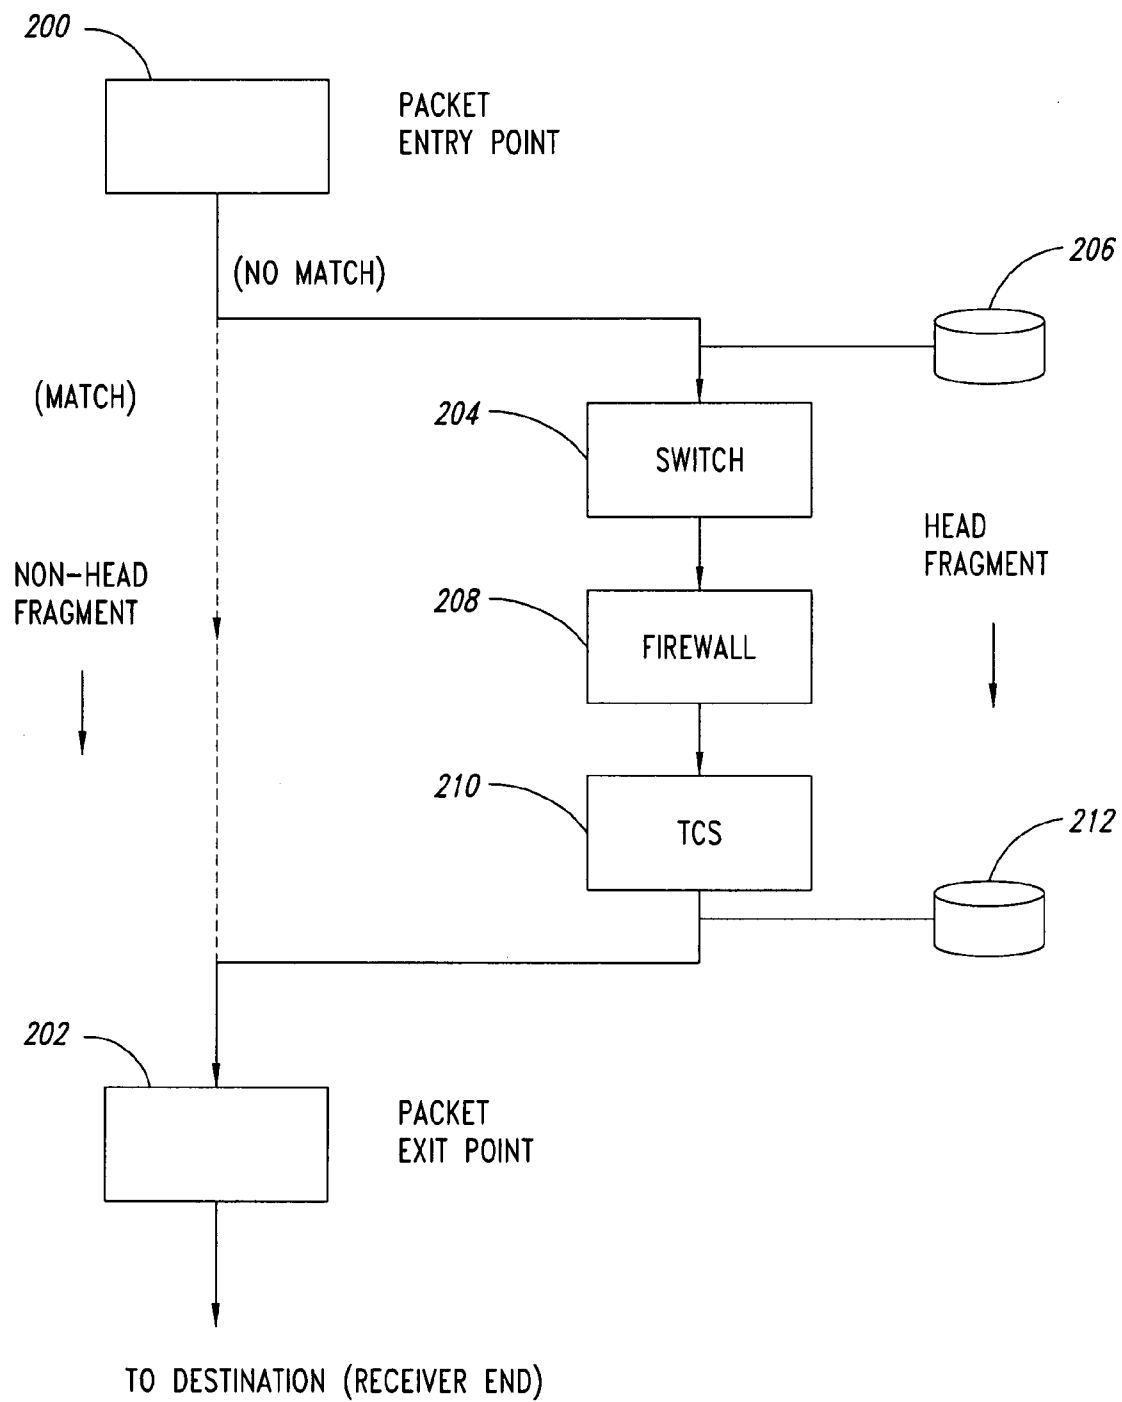 200
PACKET
ENTRY POINT
(NO MATCH)
206
(MATCH)
204
SWITCH
HEAD
FRAGMENT
NON-HEAD
FRAGMENT
208
FIREWALL
210
TCS
212
202
PACKET
EXIT POINT
TO DESTINATION (RECEIVER END)